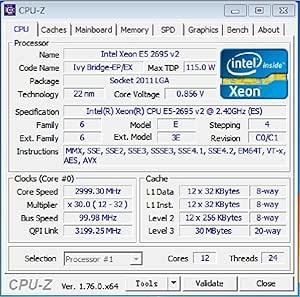 CPU-Z
CPU Caches Mainboard Memory SPD Graphics Bench About
Processor
Name Intel Xeon E5 2695 v2
Code Name Ivy Bridge-EP/EX Max TDP 115.0 W
Package Socket 2011 LGA
Technology 22 nm Core Voltage 0.856 V
intel inside®
Xeon
Specification Intel(R) Xeon(R) CPU E5-2695 v2 @ 2.40GHz (ES)
Family 6 Model E Stepping 4
Ext. Family 6 Ext. Model 3E Revision C0/C1
Instructions MMX, SSE, SSE2, SSE3, SSSE3, SSE4.1, SSE4.2, EM64T, VT-x,
AES, AVX
Clocks (Core #0)
Core Speed 2999.30 MHz
Multiplier x 30.0 ( 12 - 32 )
Bus Speed 99.98 MHz
QPI Link 3199.25 MHz
Cache
L1 Data 12 x 32 KBytes 8-way
L1 Inst. 12 x 32 KBytes 8-way
Level 2 12 x 256 KBytes 8-way
Level 3 30 MBytes 20-way
Selection Processor #1 Cores 12 Threads 24
CPU-Z Ver. 1.76.0.x64 Tools Validate Close